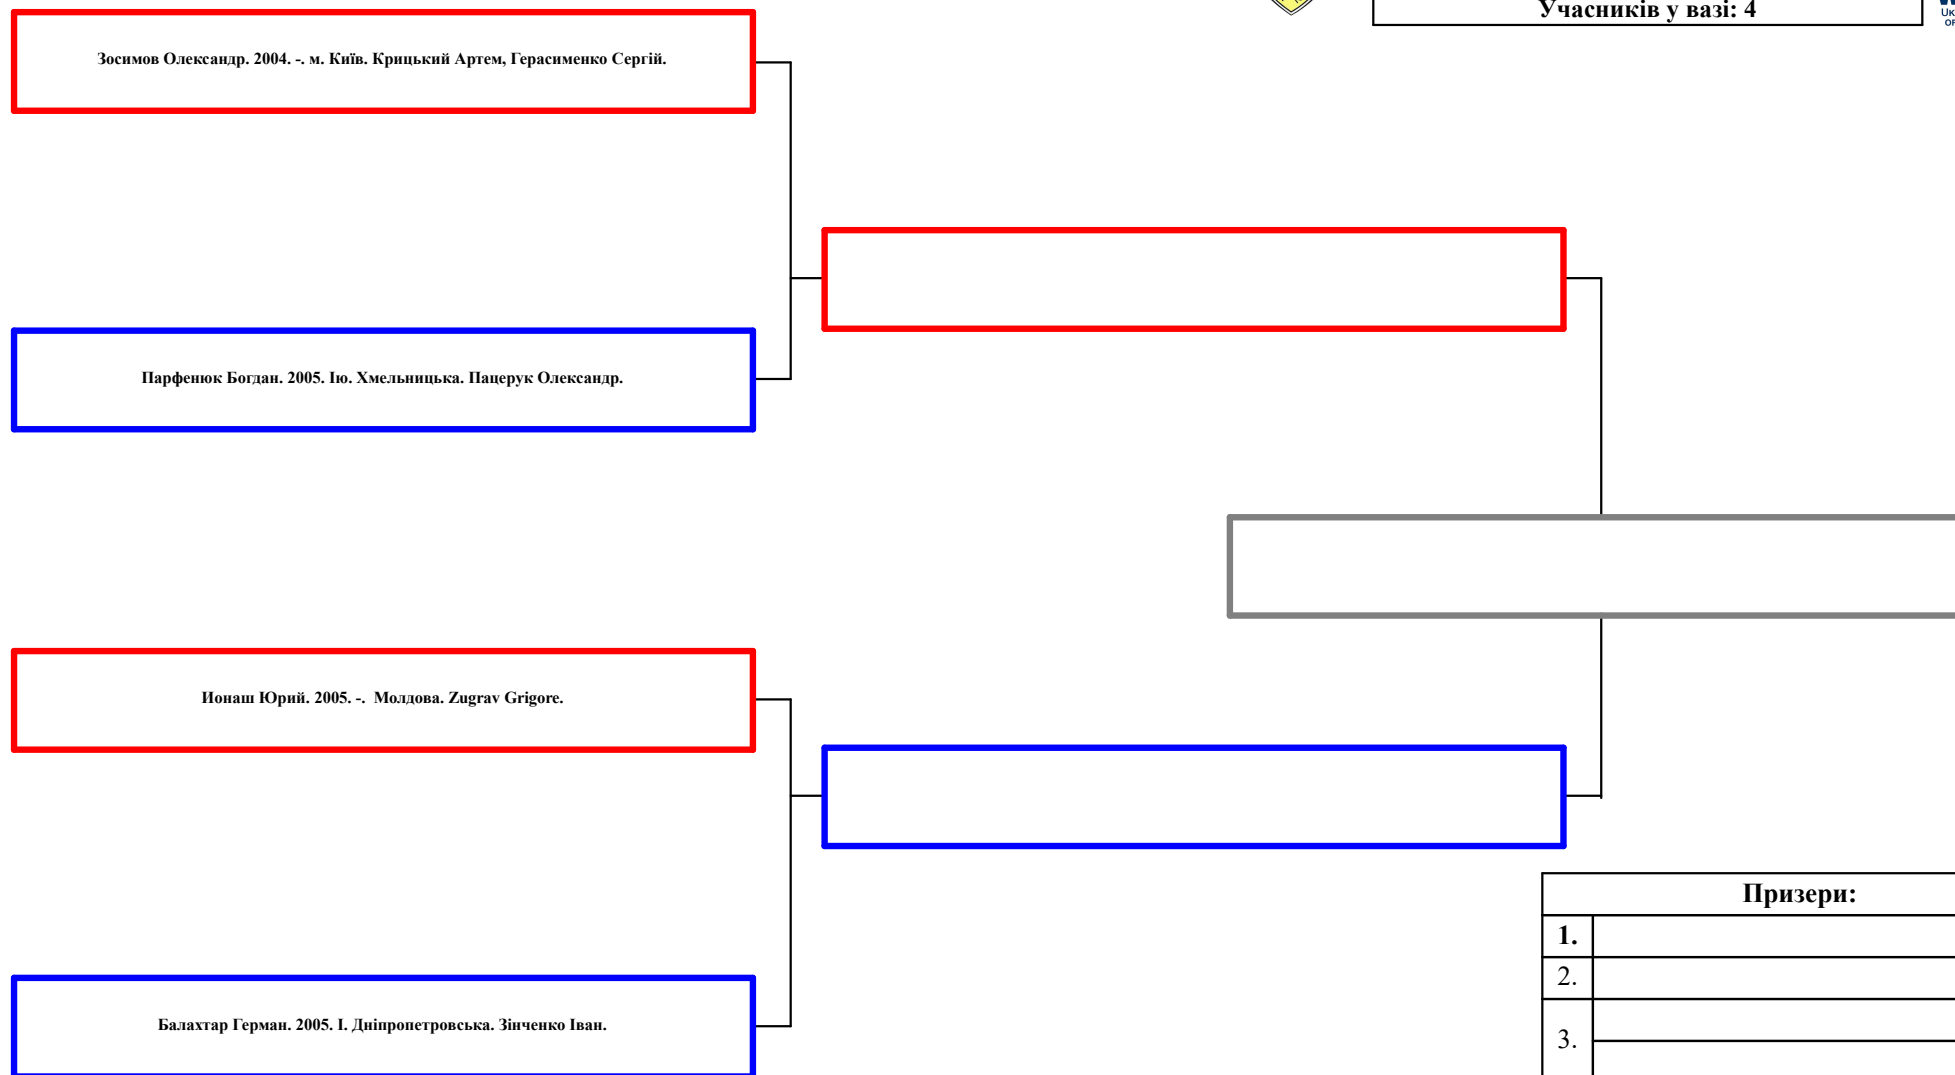 Учасників у вазі: 4
Зосимов Олександр. 2004. -. м. Київ. Крицький Артем, Герасименко Сергій.
Парфенюк Богдан. 2005. Ію. Хмельницька. Пацерук Олександр.
Ионаш Юрий. 2005. -. Молдова. Zugrav Grigore.
Балахтар Герман. 2005. І. Дніпропетровська. Зінченко Іван.
Призери:
1.
2.
3.